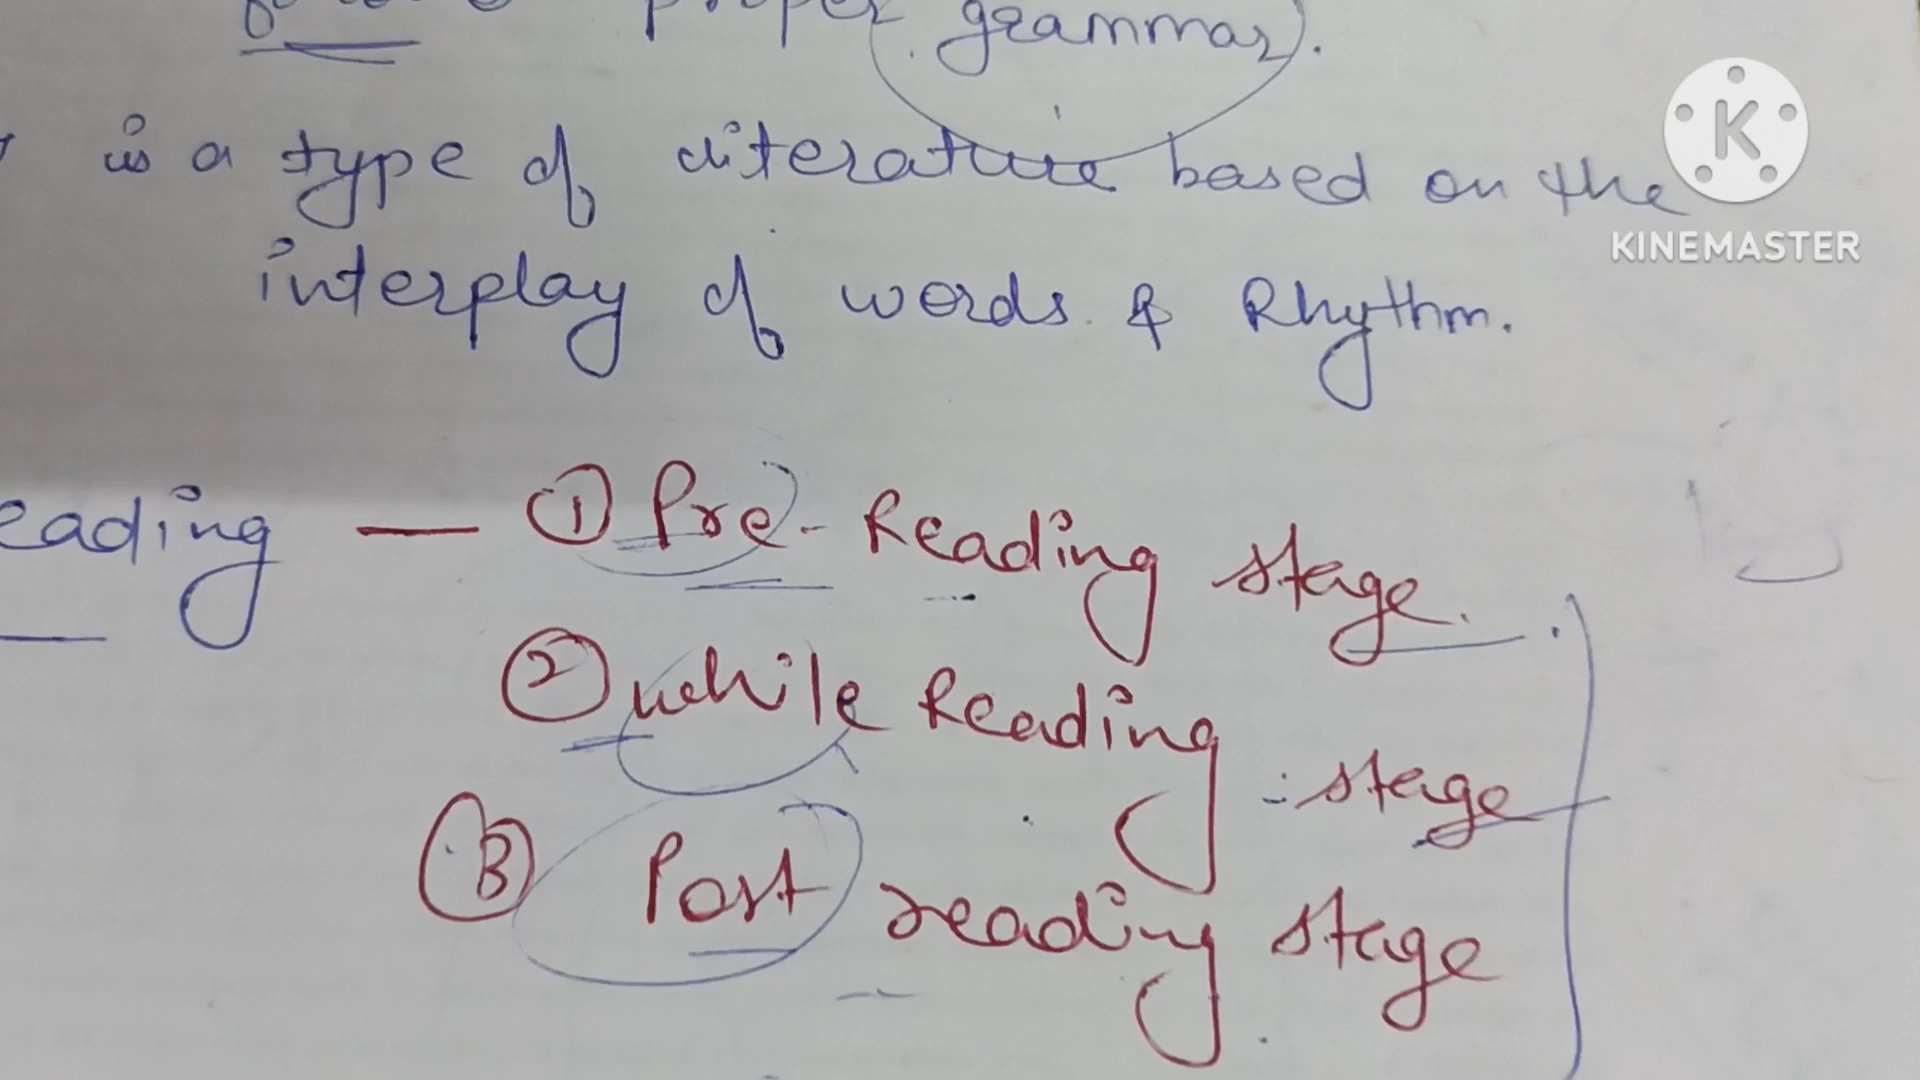 proper grammar).
is a type of literature based on the
interplay of words & Rhythm.
eading — ① Pre-Reading stage.
② while Reading stage
③ Post reading stage
K
KINEMASTER